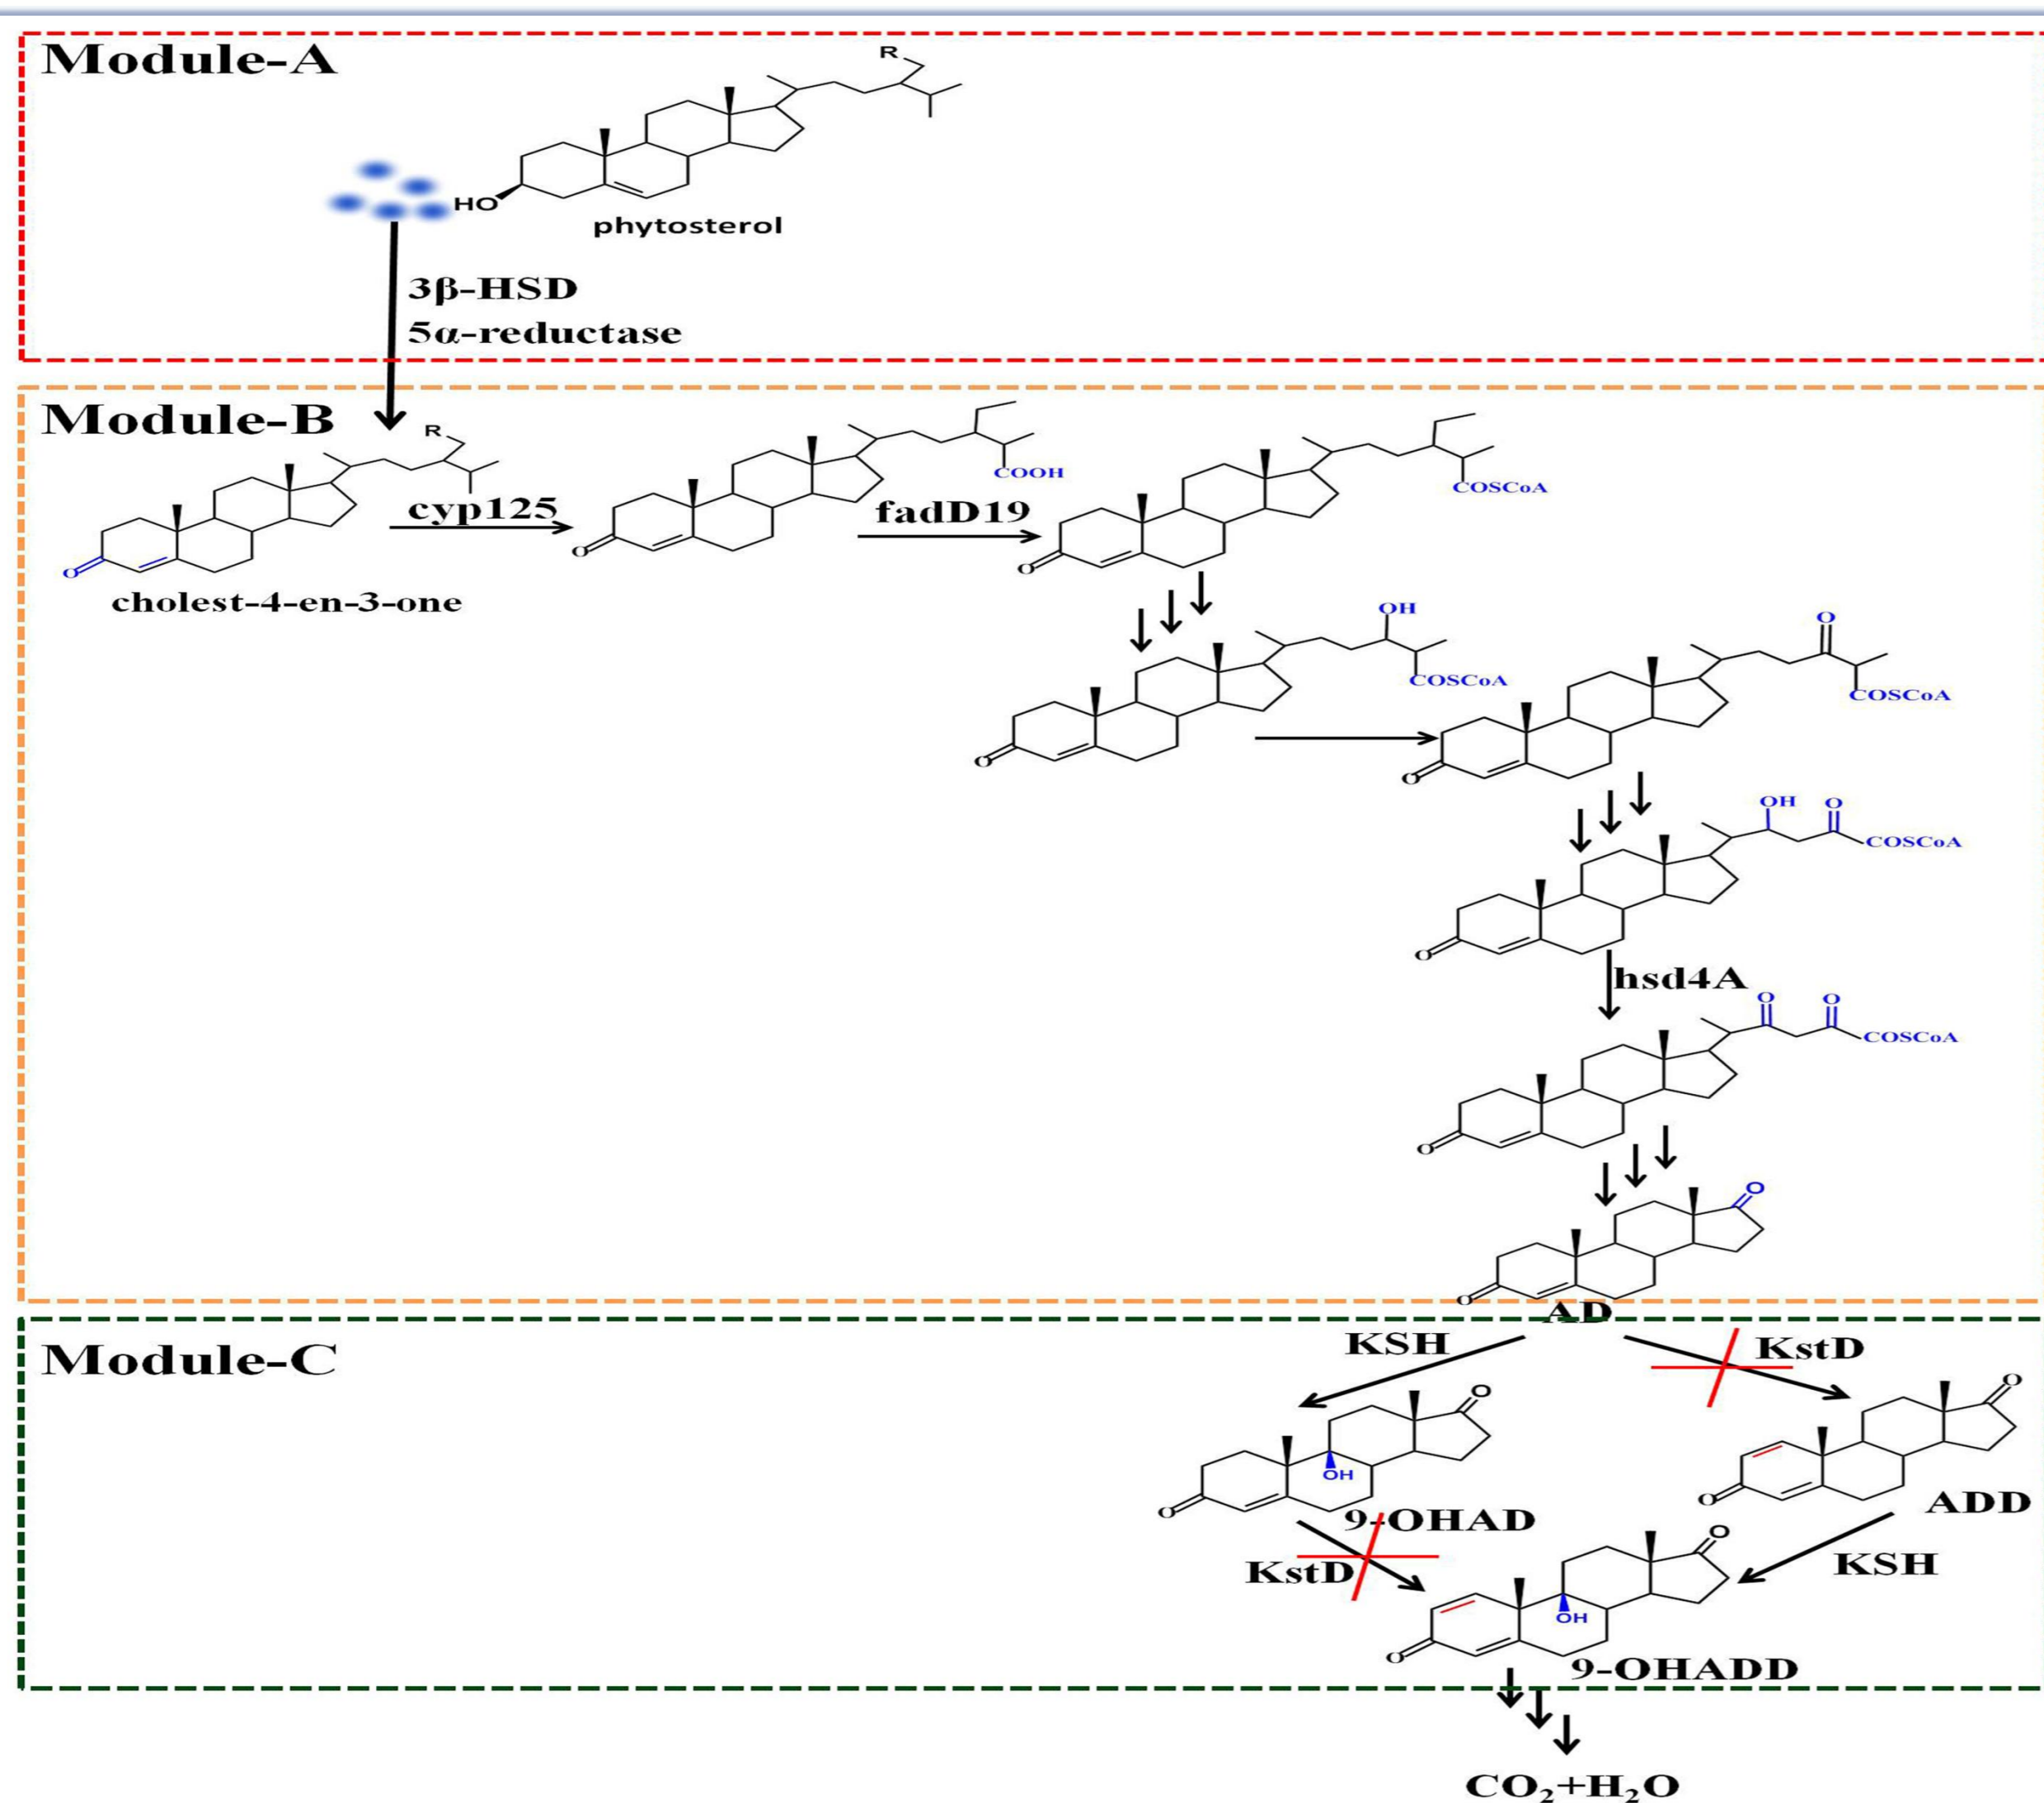 Module-A
R
HO
phytosterol
3β-HSD
5α-reductase
Module-B
R
O
cholest-4-en-3-one
cyp125
COOH
O
fadD19
COSCoA
O
OH
COSCoA
O
O
COSCoA
O
OH O
COSCoA
O
hsd4A
O O
COSCoA
O
O
O
AD
Module-C
KSH
KstD
O
OH
O
9-OHAD
O
O
ADD
KstD
KSH
O
OH
O
9-OHADD
CO₂+H₂O